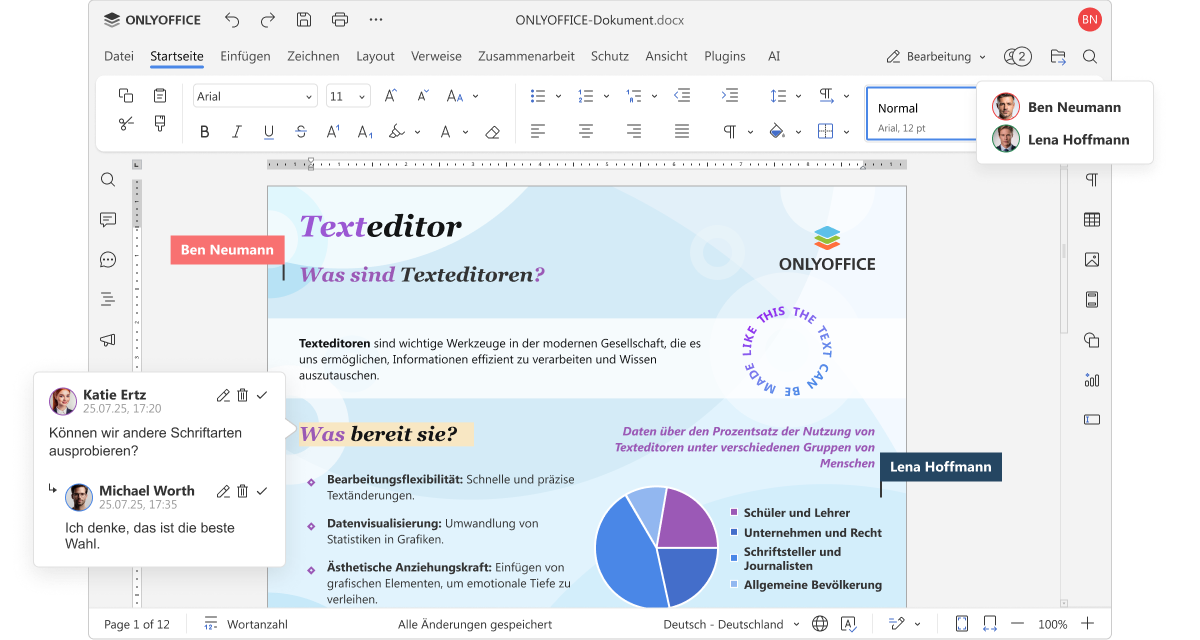 ONLYOFFICE
ONLYOFFICE-Dokument.docx
BN
Datei Startseite Einfügen Zeichnen Layout Verweise Zusammenarbeit Schutz Ansicht Plugins AI
Bearbeitung
2
Arial
11
Normal
Arial, 12 pt
Ben Neumann
Lena Hoffmann
Texteditor
Ben Neumann
Was sind Texteditoren?
ONLYOFFICE
THE TEXT CAN BE MADE LIKE THIS
Texteditoren sind wichtige Werkzeuge in der modernen Gesellschaft, die es
uns ermöglichen, Informationen effizient zu verarbeiten und Wissen
auszutauschen.
Katie Ertz
25.07.25, 17:20
Können wir andere Schriftarten
ausprobieren?
Michael Worth
25.07.25, 17:35
Ich denke, das ist die beste
Wahl.
Was bereit sie?
Bearbeitungsflexibilität: Schnelle und präzise
Textänderungen.
Datenvisualisierung: Umwandlung von
Statistiken in Grafiken.
Ästhetische Anziehungskraft: Einfügen von
grafischen Elementen, um emotionale Tiefe zu
verleihen.
Daten über den Prozentsatz der Nutzung von
Texteditoren unter verschiedenen Gruppen von
Menschen
Lena Hoffmann
Schüler und Lehrer
Unternehmen und Recht
Schriftsteller und
Journalisten
Allgemeine Bevölkerung
Page 1 of 12
Wortanzahl
Alle Änderungen gespeichert
Deutsch - Deutschland
100%